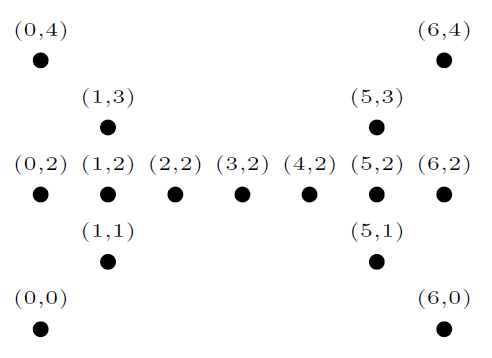 (0,4) (6,4)
(1,3) (5,3)
(0,2) (1,2) (2,2) (3,2) (4,2) (5,2) (6,2)
(1,1) (5,1)
(0,0) (6,0)